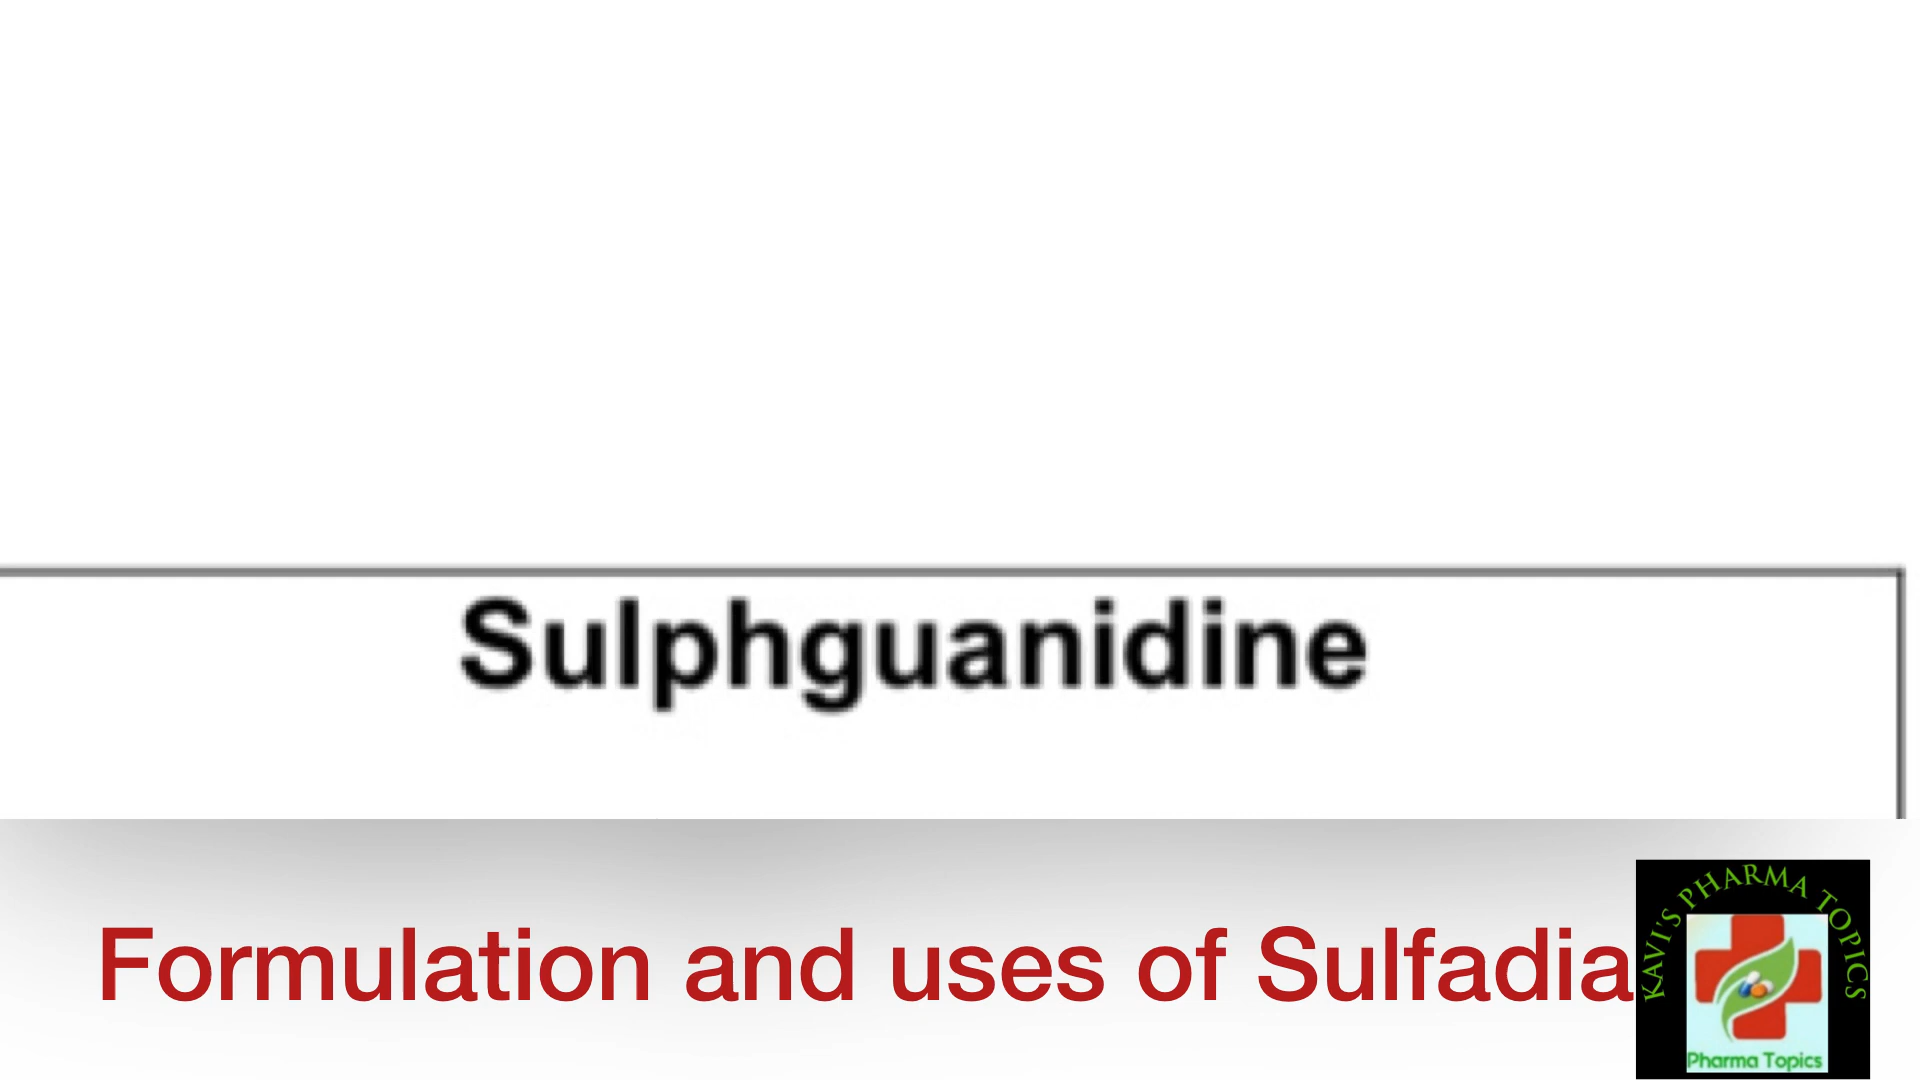 Sulphguanidine
Formulation and uses of Sulfadia
KAVI'S PHARMA TOPICS
Pharma Topics